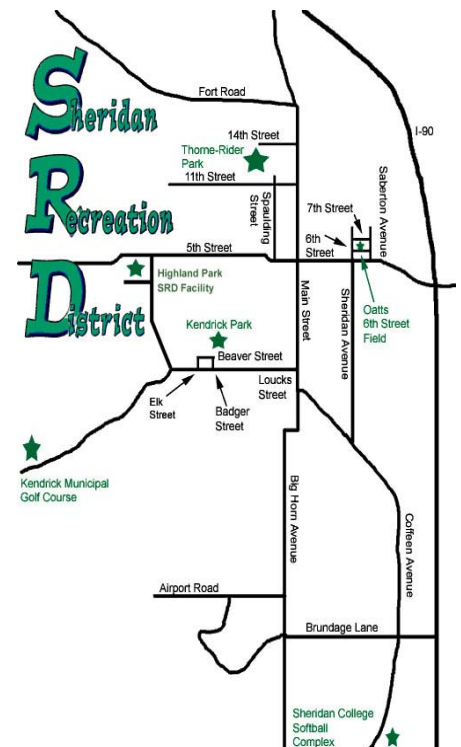 Sheridan
Recreation
District
Fort Road
I-90
14th Street
Thorne-Rider
Park
11th Street
Spaulding
Street
Saberton Avenue
7th Street
6th
Street
5th Street
Highland Park
SRD Facility
Main Street
Sheridan Avenue
Oatts
6th Street
Field
Kendrick Park
Beaver Street
Loucks
Street
Elk
Street
Badger
Street
Kendrick Municipal
Golf Course
Big Horn Avenue
Coffeen Avenue
Airport Road
Brundage Lane
Sheridan College
Softball
Complex